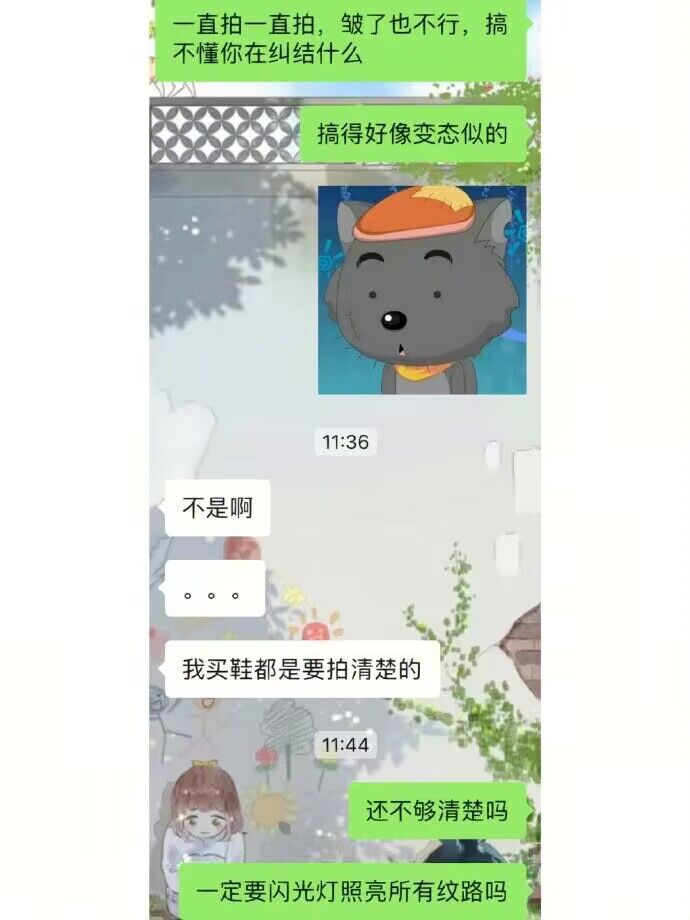 一直拍一直拍，皱了也不行，搞
不懂你在纠结什么
搞得好像变态似的
11:36
不是啊
。。。
我买鞋都是要拍清楚的
11:44
还不够清楚吗
一定要闪光灯照亮所有纹路吗